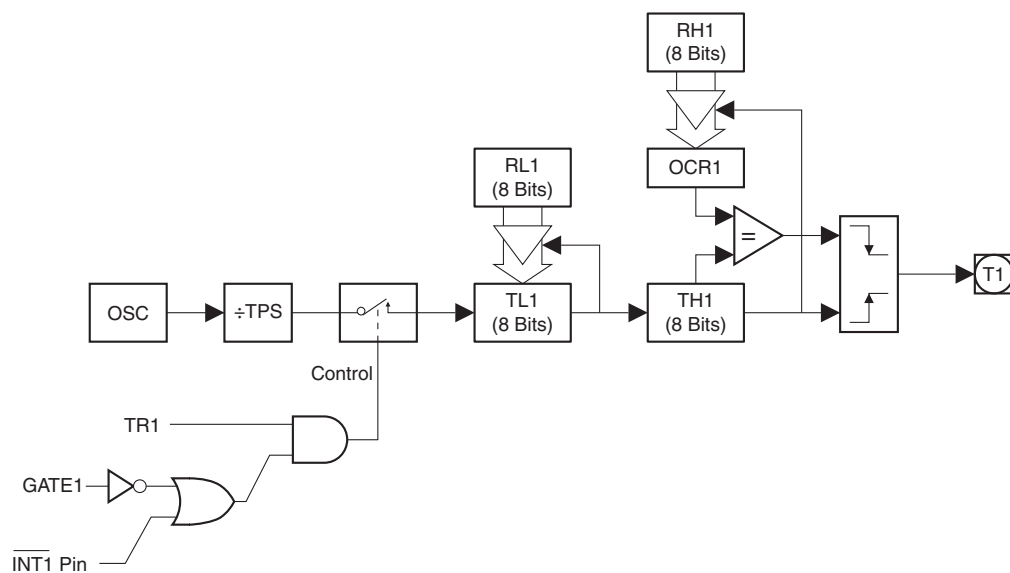 RH1
(8 Bits)
RL1
(8 Bits)
OCR1
=
OSC
÷TPS
TL1
(8 Bits)
TH1
(8 Bits)
T1
Control
TR1
GATE1
I̅N̅T̅1̅ Pin